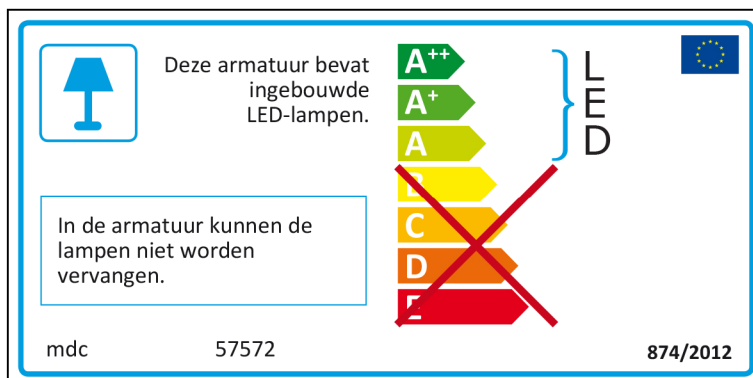 Deze armatuur bevat
ingebouwde
LED-lampen.
A++
A+
A
B
C
D
E
L
E
D
In de armatuur kunnen de
lampen niet worden
vervangen.
mdc 57572
874/2012